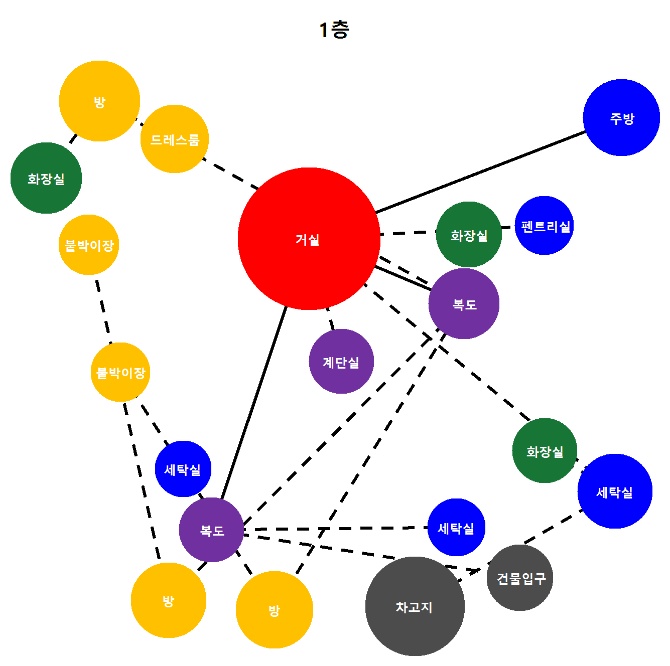 1층
방
주방
드레스룸
화장실
거실
화장실
펜트리실
붙박이장
복도
계단실
붙박이장
화장실
세탁실
세탁실
복도
세탁실
건물입구
방
방
차고지